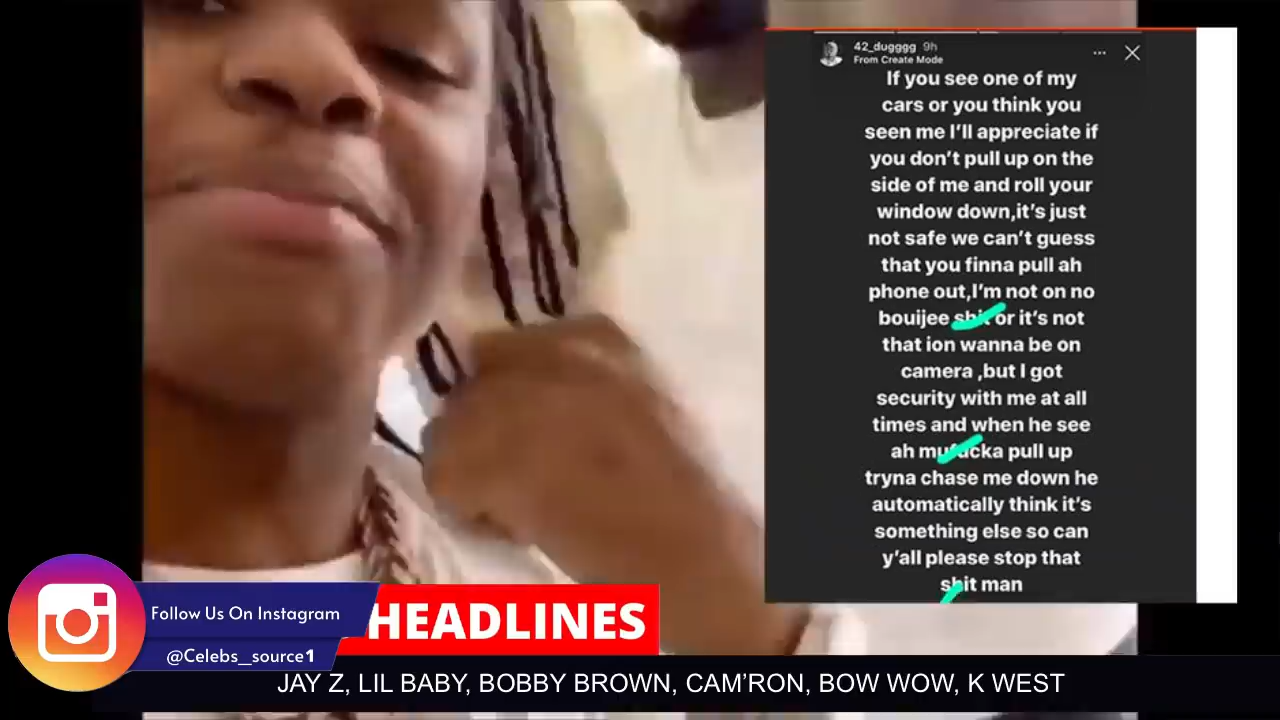 42_dugggg 9h
From Create Mode
If you see one of my
cars or you think you
seen me I'll appreciate if
you don't pull up on the
side of me and roll your
window down,it's just
not safe we can't guess
that you finna pull ah
phone out,I'm not on no
boujiee shit or it's not
that ion wanna be on
camera ,but I got
security with me at all
times and when he see
ah mufucka pull up
tryna chase me down he
automatically think it's
something else so can
y'all please stop that
shit man
Follow Us On Instagram
@Celebs_source1
HEADLINES
JAY Z, LIL BABY, BOBBY BROWN, CAM'RON, BOW WOW, K WEST